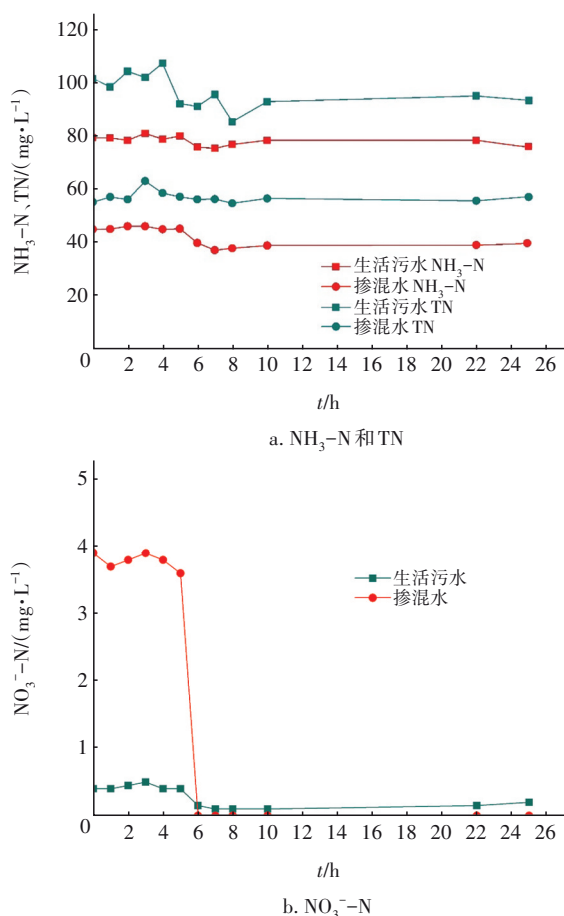 120
100
80
60
40
20
0
NH₃-N、TN/(mg·L⁻¹)
生活污水 NH₃-N
掺混水 NH₃-N
生活污水 TN
掺混水 TN
2 4 6 8 10 12 14 16 18 20 22 24 26
t/h
a. NH₃-N 和 TN
5
4
3
2
1
0
NO₃⁻-N/(mg·L⁻¹)
生活污水
掺混水
2 4 6 8 10 12 14 16 18 20 22 24 26
t/h
b. NO₃⁻-N